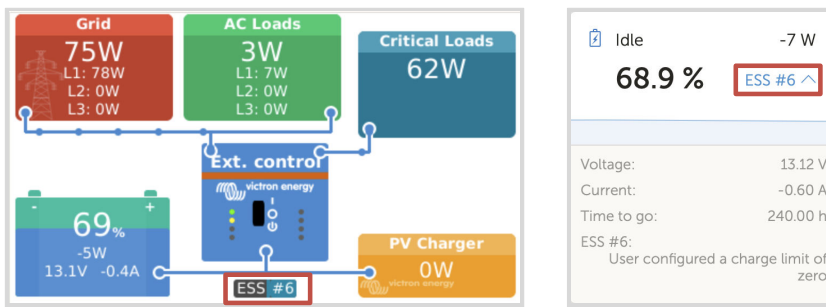 Grid
75W
L1: 78W
L2: 0W
L3: 0W
AC Loads
3W
L1: 7W
L2: 0W
L3: 0W
Critical Loads
62W
Ext. control
victron energy
-
+
69%
-5W
13.1V -0.4A
PV Charger
0W
victron energy
ESS #6
Idle
-7 W
68.9 %
ESS #6
Voltage:
13.12 V
Current:
-0.60 A
Time to go:
240.00 h
ESS #6:
User configured a charge limit of
zero